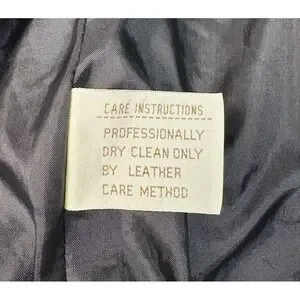 CARE INSTRUCTIONS
PROFESSIONALLY
DRY CLEAN ONLY
BY LEATHER
CARE METHOD